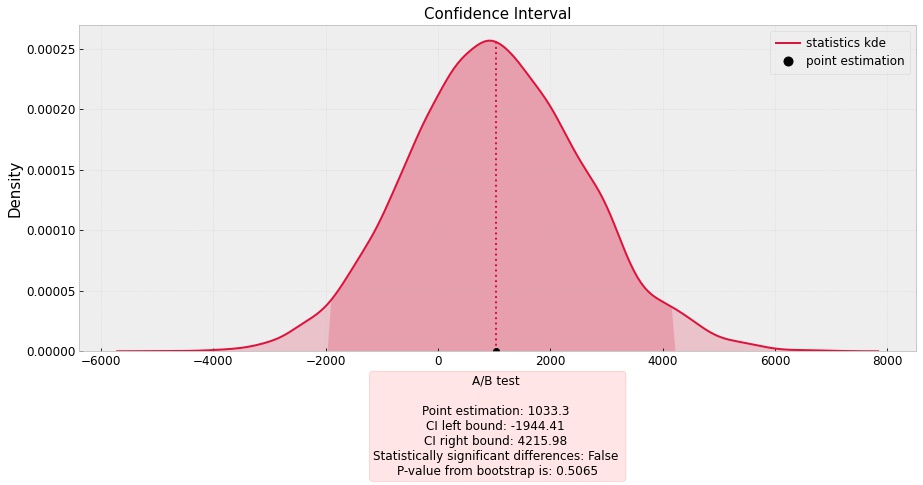 Confidence Interval
statistics kde
point estimation
Density
0.00025
0.00020
0.00015
0.00010
0.00005
0.00000
−6000 −4000 −2000 0 2000 4000 6000 8000
A/B test
Point estimation: 1033.3
CI left bound: -1944.41
CI right bound: 4215.98
Statistically significant differences: False
P-value from bootstrap is: 0.5065